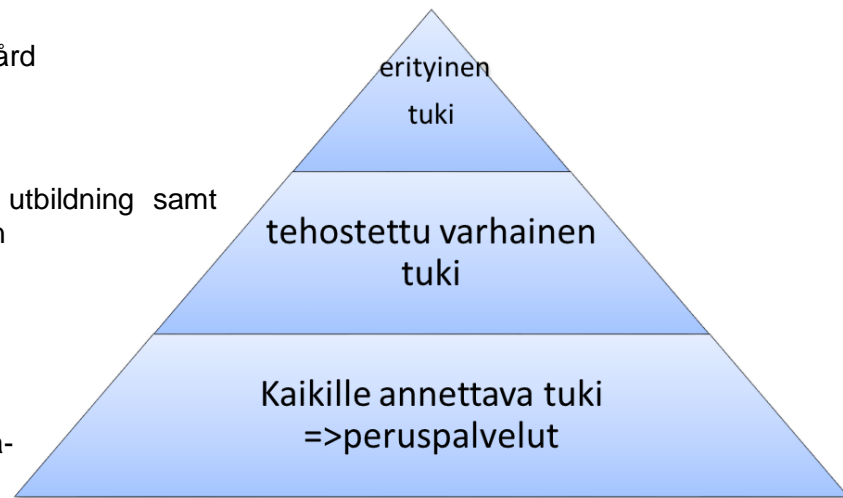 erityinen
tuki
utbildning samt
tehostettu varhainen
tuki
Kaikille annettava tuki
=>peruspalvelut